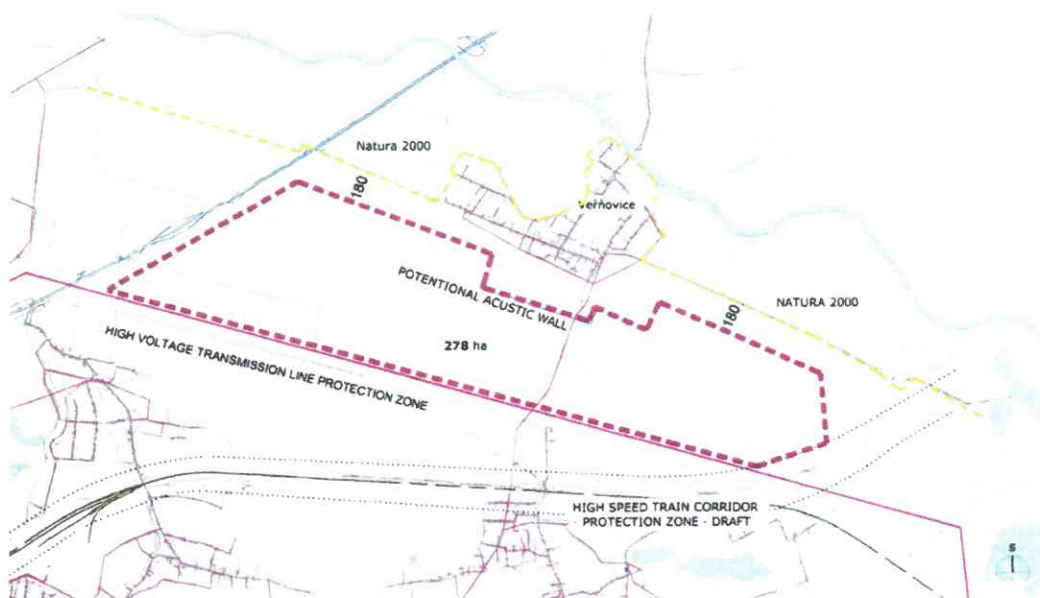 Natura 2000
180
Věřňovice
POTENTIONAL ACUSTIC WALL
NATURA 2000
180
278 ha
HIGH VOLTAGE TRANSMISSION LINE PROTECTION ZONE
HIGH SPEED TRAIN CORRIDOR
PROTECTION ZONE - DRAFT
S